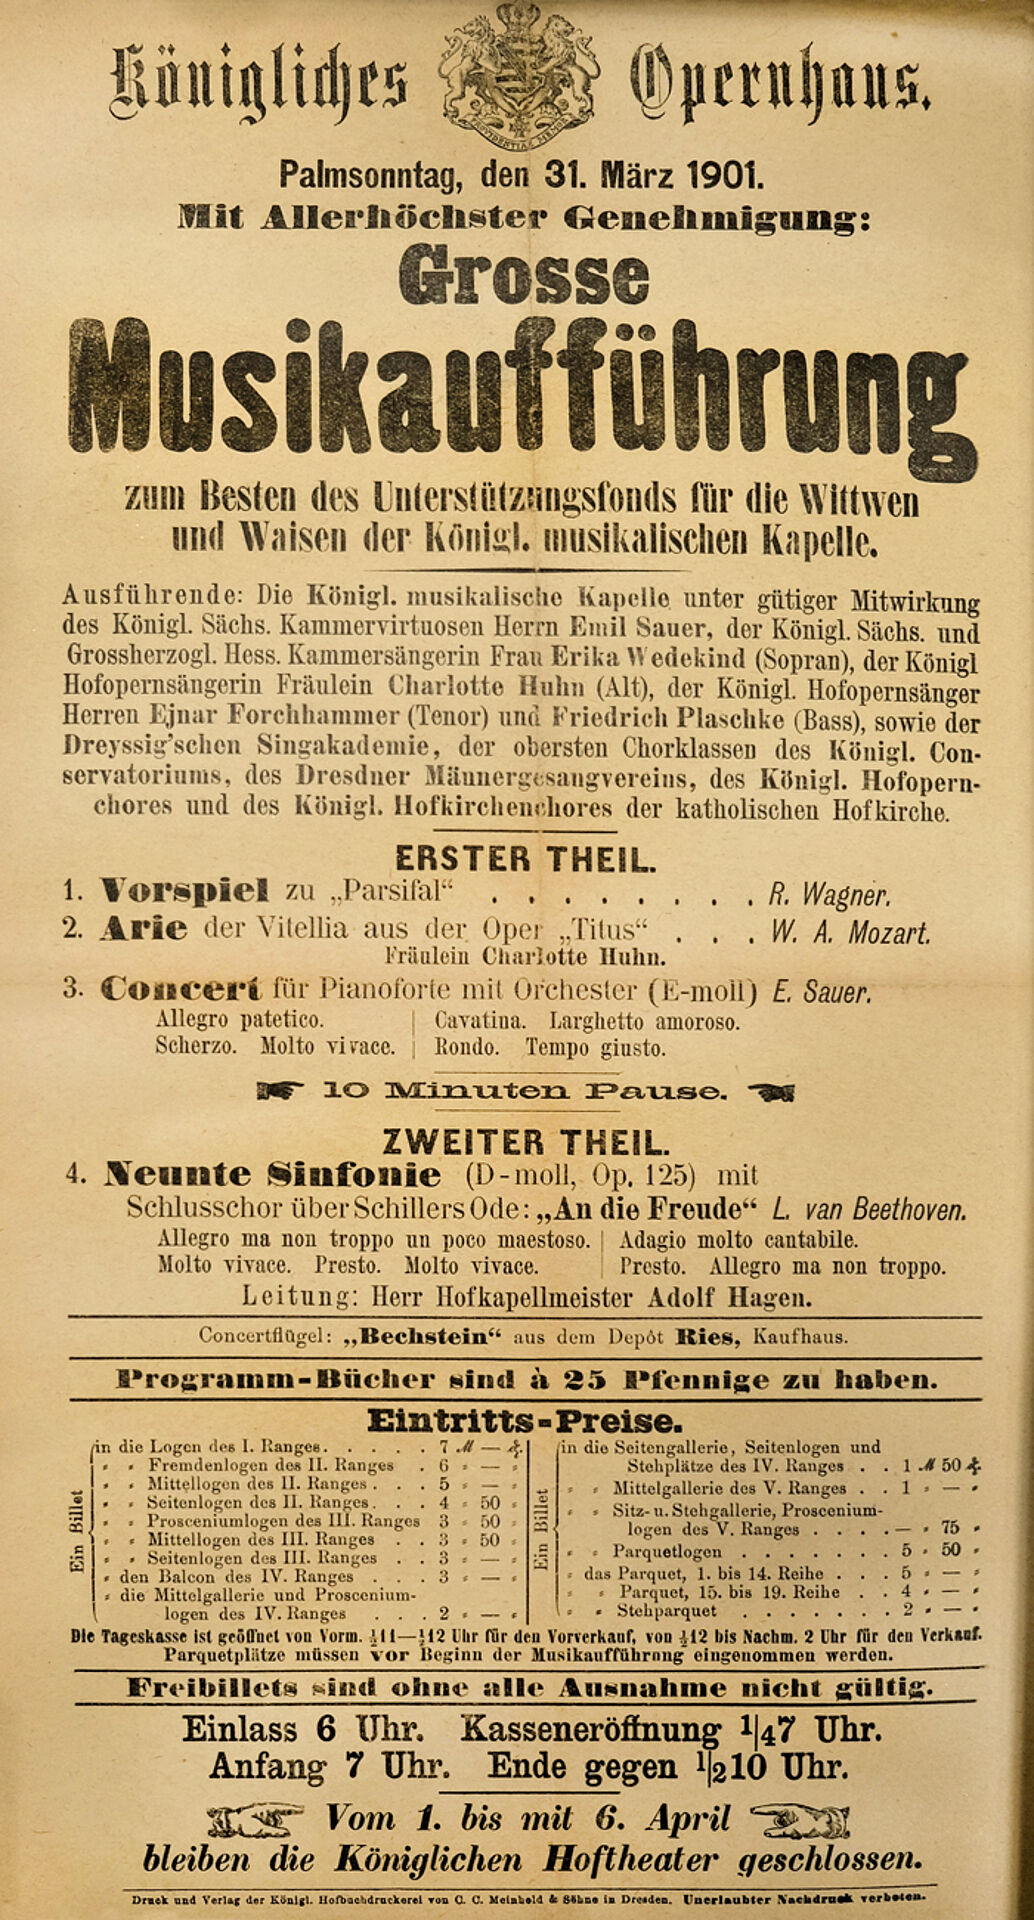 Königliches Opernhaus.
PROVIDENTIAE MEMOR
Palmsonntag, den 31. März 1901.
Mit Allerhöchster Genehmigung:
Grosse
Musikaufführung
zum Besten des Unterstützungsfonds für die Wittwen
und Waisen der Königl. musikalischen Kapelle.
Ausführende: Die Königl. musikalische Kapelle unter gütiger Mitwirkung
des Königl. Sächs. Kammervirtuosen Herrn Emil Sauer, der Königl. Sächs. und
Grossherzogl. Hess. Kammersängerin Frau Erika Wedekind (Sopran), der Königl
Hofopernsängerin Fräulein Charlotte Huhn (Alt), der Königl. Hofopernsänger
Herren Ejnar Forchhammer (Tenor) und Friedrich Plaschke (Bass), sowie der
Dreyssig'schen Singakademie, der obersten Chorklassen des Königl. Con-
servatoriums, des Dresdner Männergesangvereins, des Königl. Hofopern-
chores und des Königl. Hofkirchenchores der katholischen Hofkirche.
ERSTER THEIL.
1. Vorspiel zu „Parsifal“ . . . . . . . . R. Wagner.
2. Arie der Vitellia aus der Oper „Titus“ . . . W. A. Mozart.
Fräulein Charlotte Huhn.
3. Concert für Pianoforte mit Orchester (E-moll) E. Sauer.
Allegro patetico. | Cavatina. Larghetto amoroso.
Scherzo. Molto vivace. | Rondo. Tempo giusto.
10 Minuten Pause.
ZWEITER THEIL.
4. Neunte Sinfonie (D-moll, Op. 125) mit
Schlusschor über Schillers Ode: „An die Freude“ L. van Beethoven.
Allegro ma non troppo un poco maestoso. | Adagio molto cantabile.
Molto vivace. Presto. Molto vivace. | Presto. Allegro ma non troppo.
Leitung: Herr Hofkapellmeister Adolf Hagen.
Concertflügel: „Bechstein“ aus dem Depôt Ries, Kaufhaus.
Programm-Bücher sind à 25 Pfennige zu haben.
Eintritts-Preise.
Ein Billet
in die Logen des I. Ranges . . . . . 7 ℳ — ₰
" " Fremdenlogen des II. Ranges . 6 " — "
" " Mittellogen des II. Ranges . . . 5 " — "
" " Seitenlogen des II. Ranges . . . 4 " 50 "
" " Prosceniumlogen des III. Ranges 3 " 50 "
" " Mittellogen des III. Ranges . . 3 " 50 "
" " Seitenlogen des III. Ranges . . 3 " — "
" den Balcon des IV. Ranges . . . 3 " — "
" die Mittelgallerie und Proscenium-
logen des IV. Ranges . . . 2 " — "
Ein Billet
in die Seitengallerie, Seitenlogen und
Stehplätze des IV. Ranges . . 1 ℳ 50 ₰
" " Mittelgallerie des V. Ranges . . 1 " — "
" " Sitz- u. Stehgallerie, Proscenium-
logen des V. Ranges . . . . — " 75 "
" " Parquetlogen . . . . . . . 5 " 50 "
" das Parquet, 1. bis 14. Reihe . . . 5 " — "
" " Parquet, 15. bis 19. Reihe . . 4 " — "
" " Stehparquet . . . . . . . 2 " — "
Die Tageskasse ist geöffnet von Vorm. ½11—½12 Uhr für den Vorverkauf, von ½12 bis Nachm. 2 Uhr für den Verkauf.
Parquetplätze müssen vor Beginn der Musikaufführung eingenommen werden.
Freibillets sind ohne alle Ausnahme nicht gültig.
Einlass 6 Uhr. Kasseneröffnung 1/47 Uhr.
Anfang 7 Uhr. Ende gegen 1/210 Uhr.
Vom 1. bis mit 6. April
bleiben die Königlichen Hoftheater geschlossen.
Druck und Verlag der Königl. Hofbuchdruckerei von C. C. Meinhold & Söhne in Dresden. Unerlaubter Nachdruck verboten.